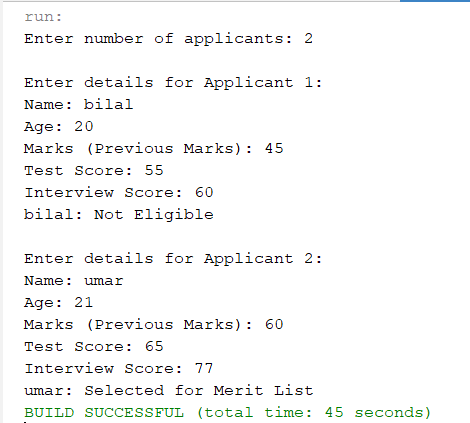 run:
Enter number of applicants: 2
Enter details for Applicant 1:
Name: bilal
Age: 20
Marks (Previous Marks): 45
Test Score: 55
Interview Score: 60
bilal: Not Eligible
Enter details for Applicant 2:
Name: umar
Age: 21
Marks (Previous Marks): 60
Test Score: 65
Interview Score: 77
umar: Selected for Merit List
BUILD SUCCESSFUL (total time: 45 seconds)